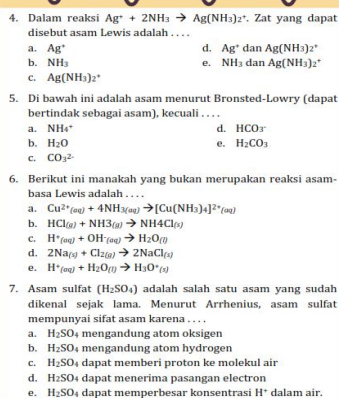 4. Dalam reaksi Ag⁺ + 2NH₃ → Ag(NH₃)₂⁺. Zat yang dapat
disebut asam Lewis adalah . . . .
a. Ag⁺
d. Ag⁺ dan Ag(NH₃)₂⁺
b. NH₃
e. NH₃ dan Ag(NH₃)₂⁺
c. Ag(NH₃)₂⁺
5. Di bawah ini adalah asam menurut Bronsted-Lowry (dapat
bertindak sebagai asam), kecuali . . . .
a. NH₄⁺
d. HCO₃⁻
b. H₂O
e. H₂CO₃
c. CO₃²⁻
6. Berikut ini manakah yang bukan merupakan reaksi asam-
basa Lewis adalah . . . .
a. Cu²⁺(aq) + 4NH₃(aq) → [Cu(NH₃)₄]²⁺(aq)
b. HCl(g) + NH3(g) → NH4Cl(s)
c. H⁺(aq) + OH⁻(aq) → H₂O(l)
d. 2Na(s) + Cl₂(g) → 2NaCl(s)
e. H⁺(aq) + H₂O(l) → H₃O⁺(s)
7. Asam sulfat (H₂SO₄) adalah salah satu asam yang sudah
dikenal sejak lama. Menurut Arrhenius, asam sulfat
mempunyai sifat asam karena . . . .
a. H₂SO₄ mengandung atom oksigen
b. H₂SO₄ mengandung atom hydrogen
c. H₂SO₄ dapat memberi proton ke molekul air
d. H₂SO₄ dapat menerima pasangan electron
e. H₂SO₄ dapat memperbesar konsentrasi H⁺ dalam air.